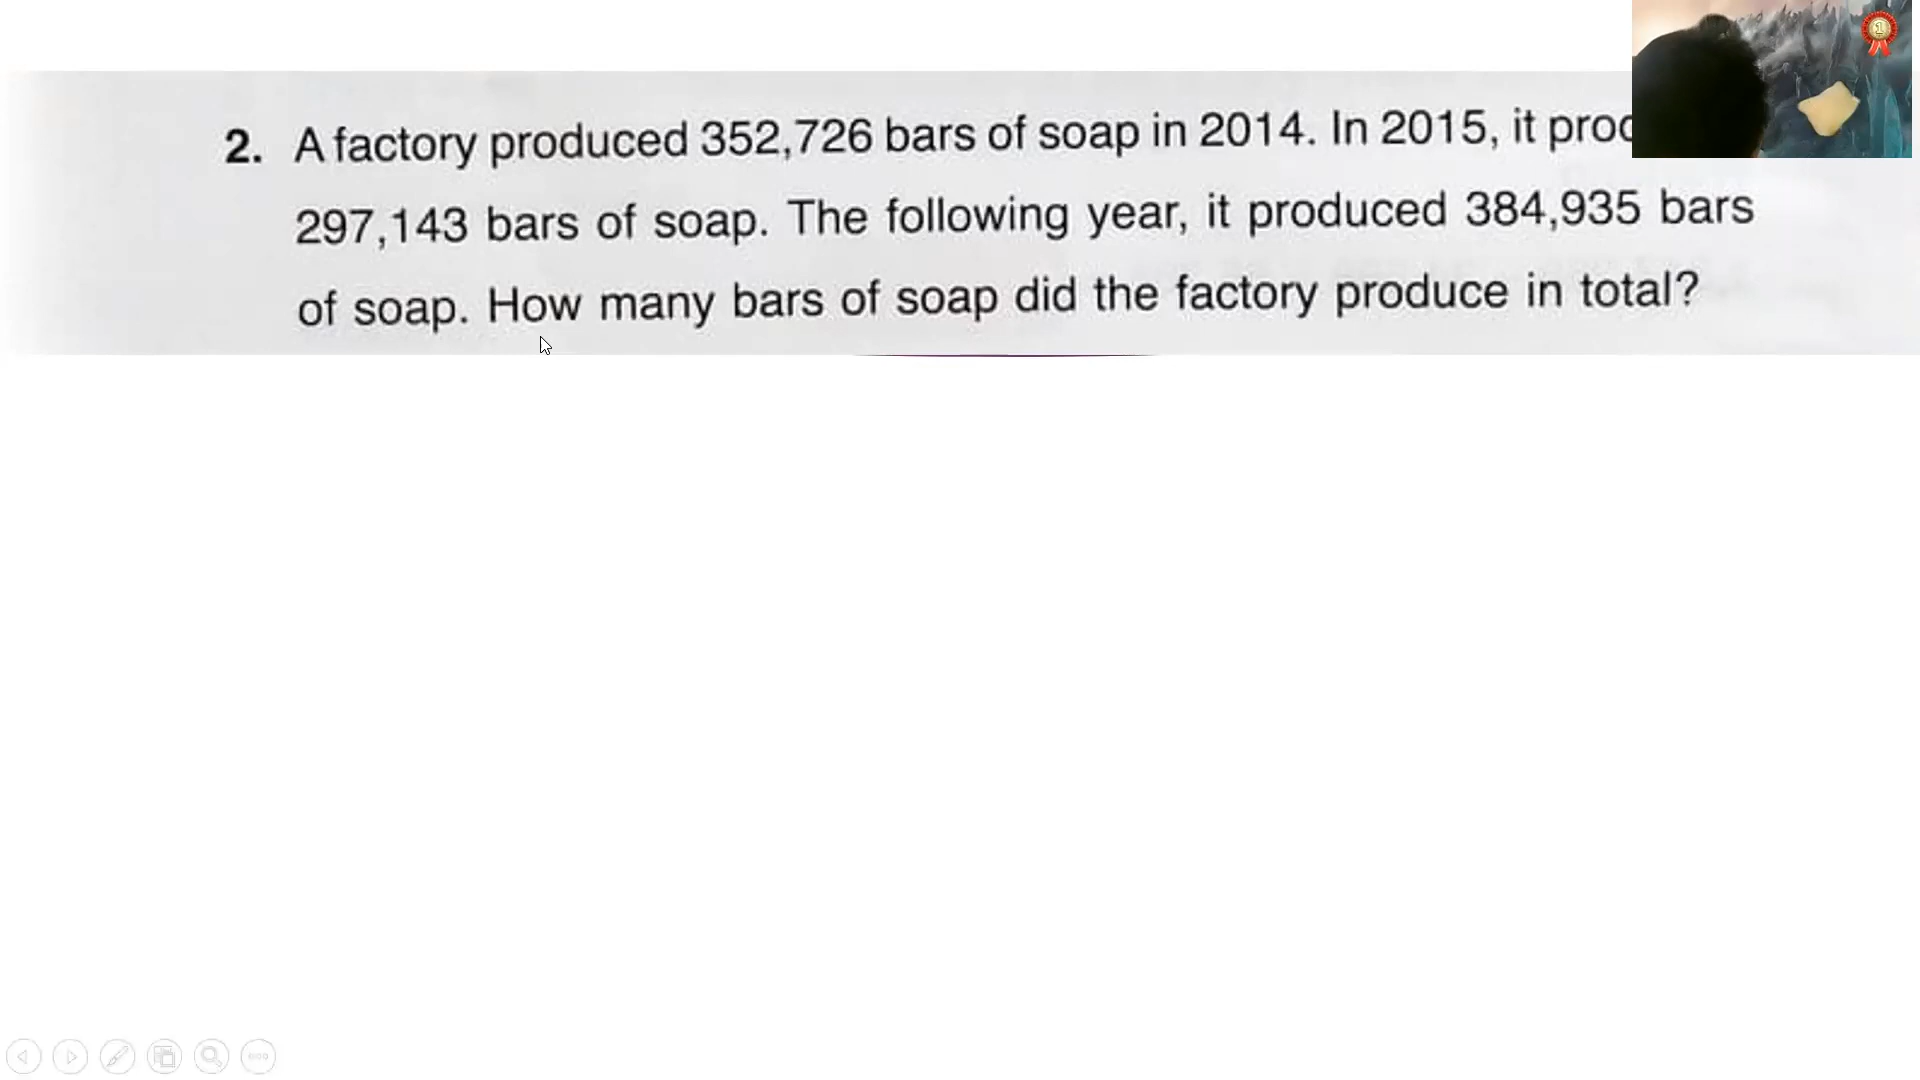 2. A factory produced 352,726 bars of soap in 2014. In 2015, it
297,143 bars of soap. The following year, it produced 384,935 bars
of soap. How many bars of soap did the factory produce in total?
1